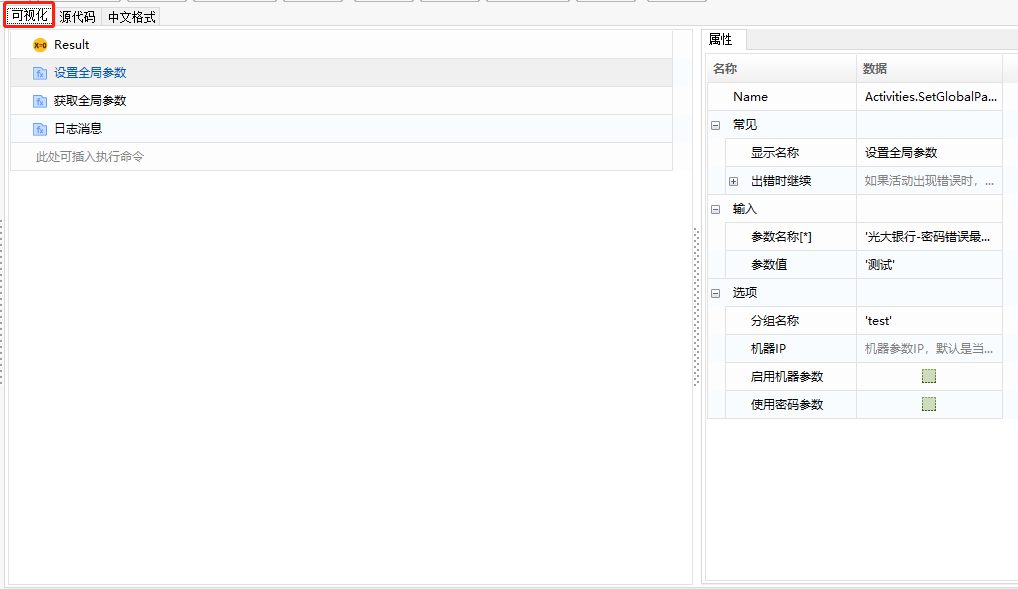 可视化 源代码 中文格式
Result
设置全局参数
获取全局参数
日志消息
此处可插入执行命令
属性
名称 数据
Name Activities.SetGlobalPa...
常见
显示名称 设置全局参数
出错时继续 如果活动出现错误时，...
输入
参数名称[*] '光大银行-密码错误最...
参数值 '测试'
选项
分组名称 'test'
机器IP 机器参数IP，默认是当...
启用机器参数
使用密码参数